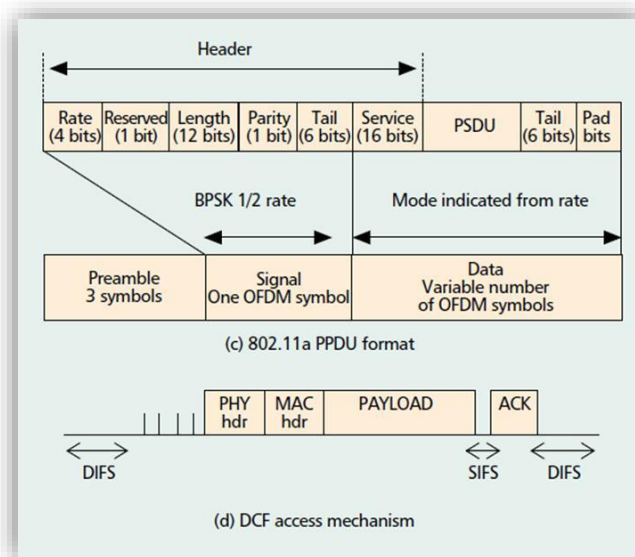 Header
Rate Reserved Length Parity Tail Service PSDU Tail Pad
(4 bits) (1 bit) (12 bits) (1 bit) (6 bits) (16 bits) (6 bits) bits
BPSK 1/2 rate Mode indicated from rate
Preamble Signal Data
3 symbols One OFDM symbol Variable number
of OFDM symbols
(c) 802.11a PPDU format
PHY MAC PAYLOAD ACK
hdr hdr
DIFS SIFS DIFS
(d) DCF access mechanism